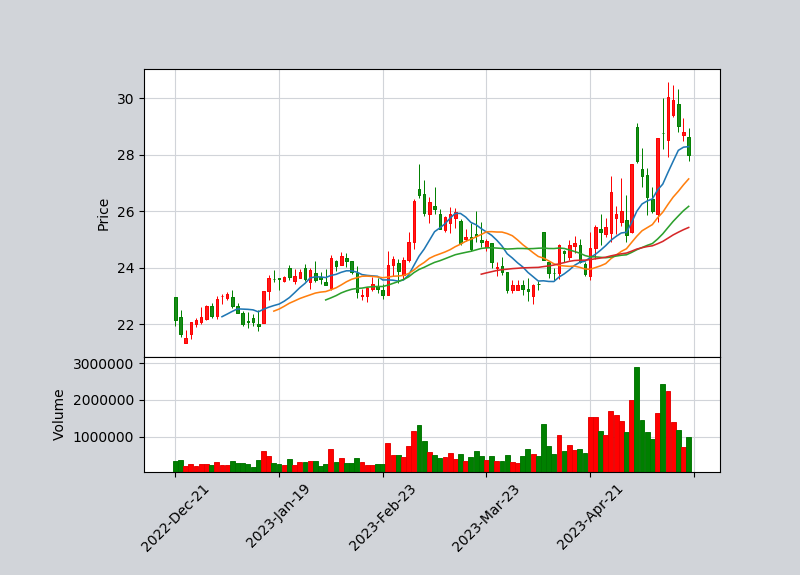 Price
30
28
26
24
22
Volume
3000000
2000000
1000000
2022-Dec-21
2023-Jan-19
2023-Feb-23
2023-Mar-23
2023-Apr-21